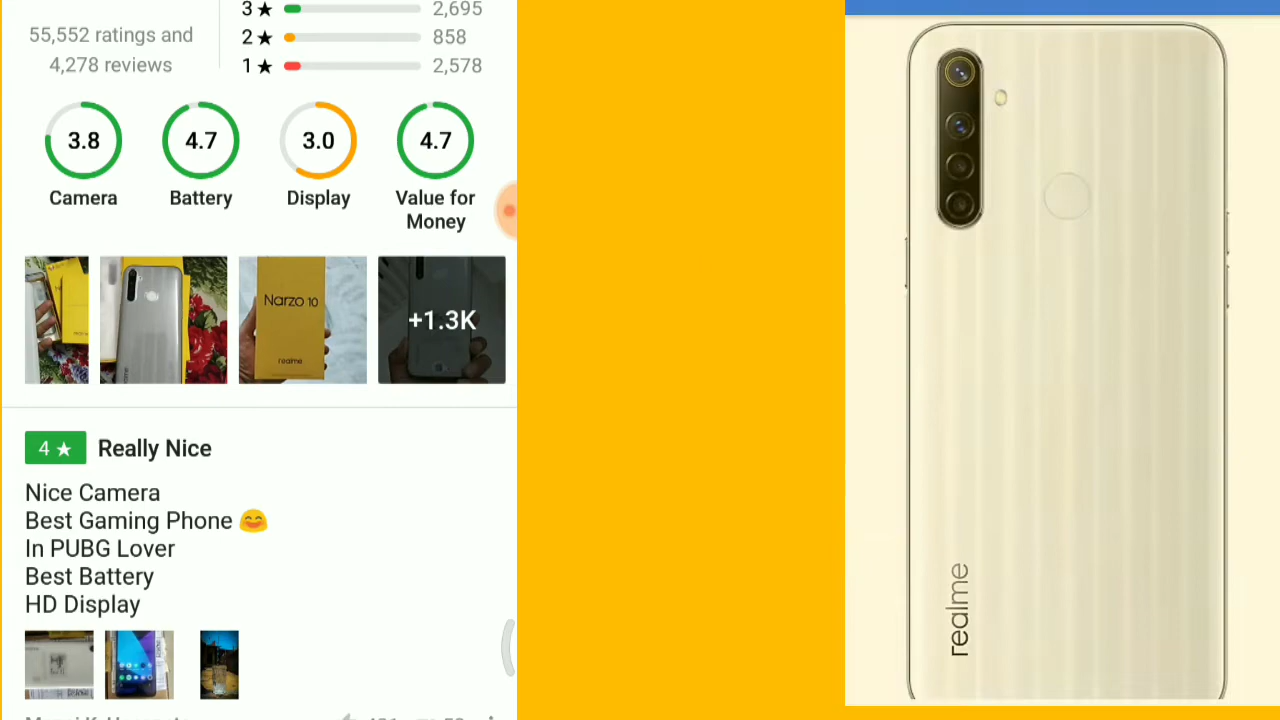 3 ★ 2,695
55,552 ratings and
4,278 reviews
2 ★ 858
1 ★ 2,578
3.8
4.7
3.0
4.7
Camera
Battery
Display
Value for
Money
Narzo 10
realme
+1.3K
4 ★ Really Nice
Nice Camera
Best Gaming Phone 😊
In PUBG Lover
Best Battery
HD Display
realme